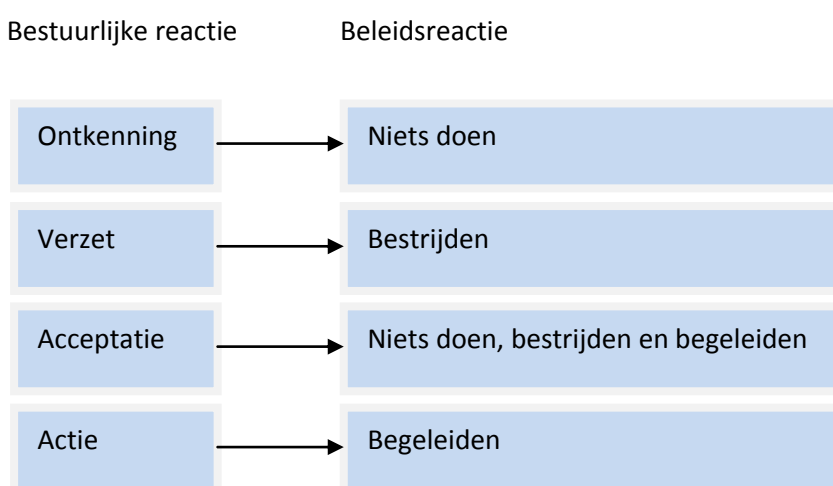 Bestuurlijke reactie Beleidsreactie
Ontkenning Niets doen
Verzet Bestrijden
Acceptatie Niets doen, bestrijden en begeleiden
Actie Begeleiden